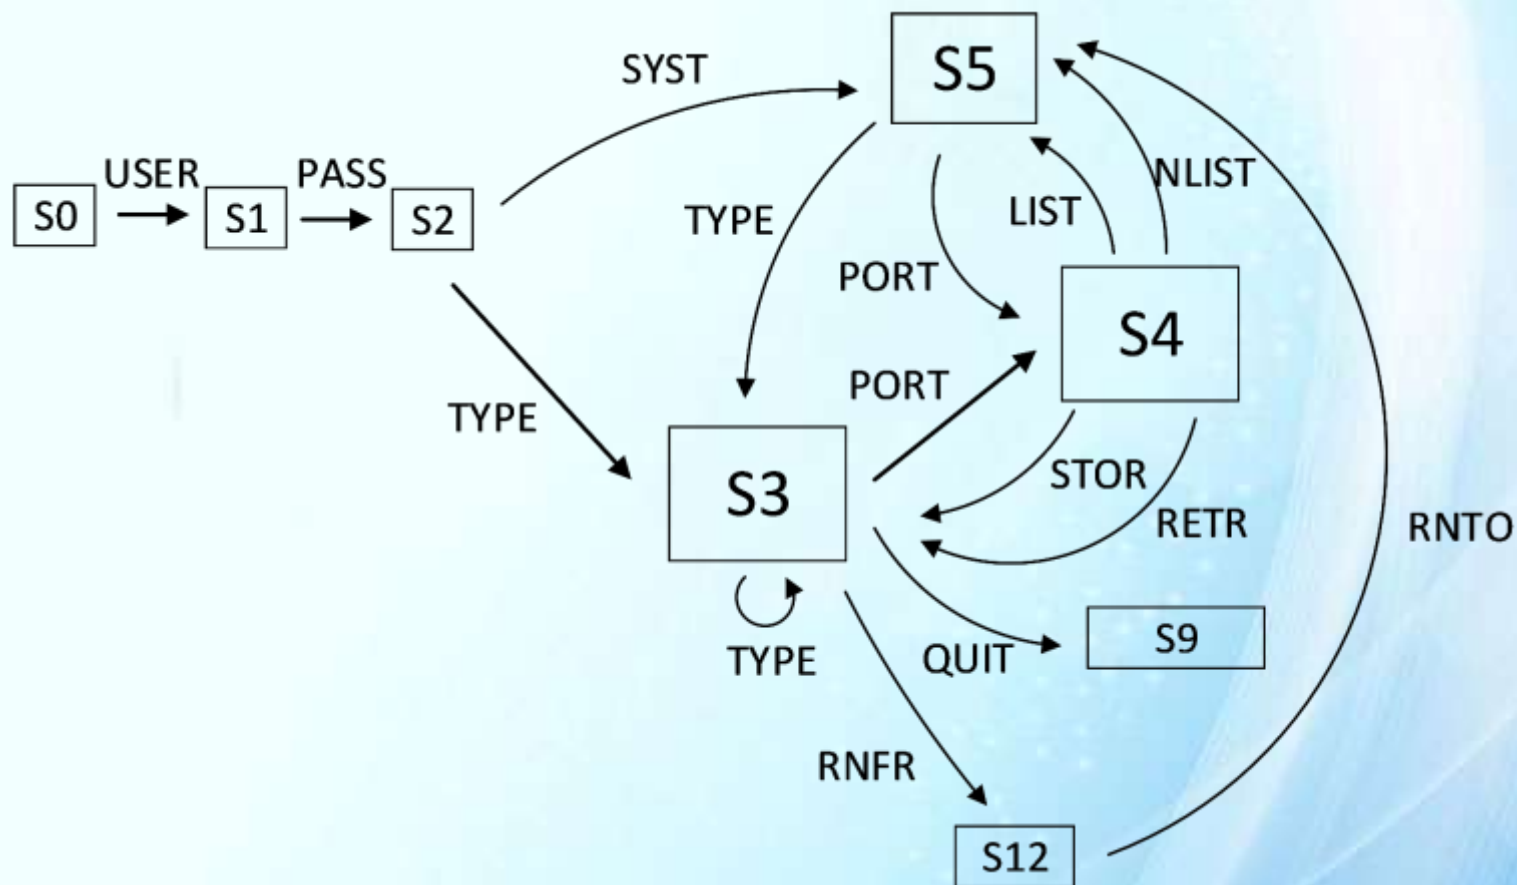 S5
SYST
USER
PASS
NLIST
S0
S1
S2
TYPE
LIST
PORT
S4
PORT
TYPE
S3
STOR
RETR
RNTO
TYPE
QUIT
S9
RNFR
S12